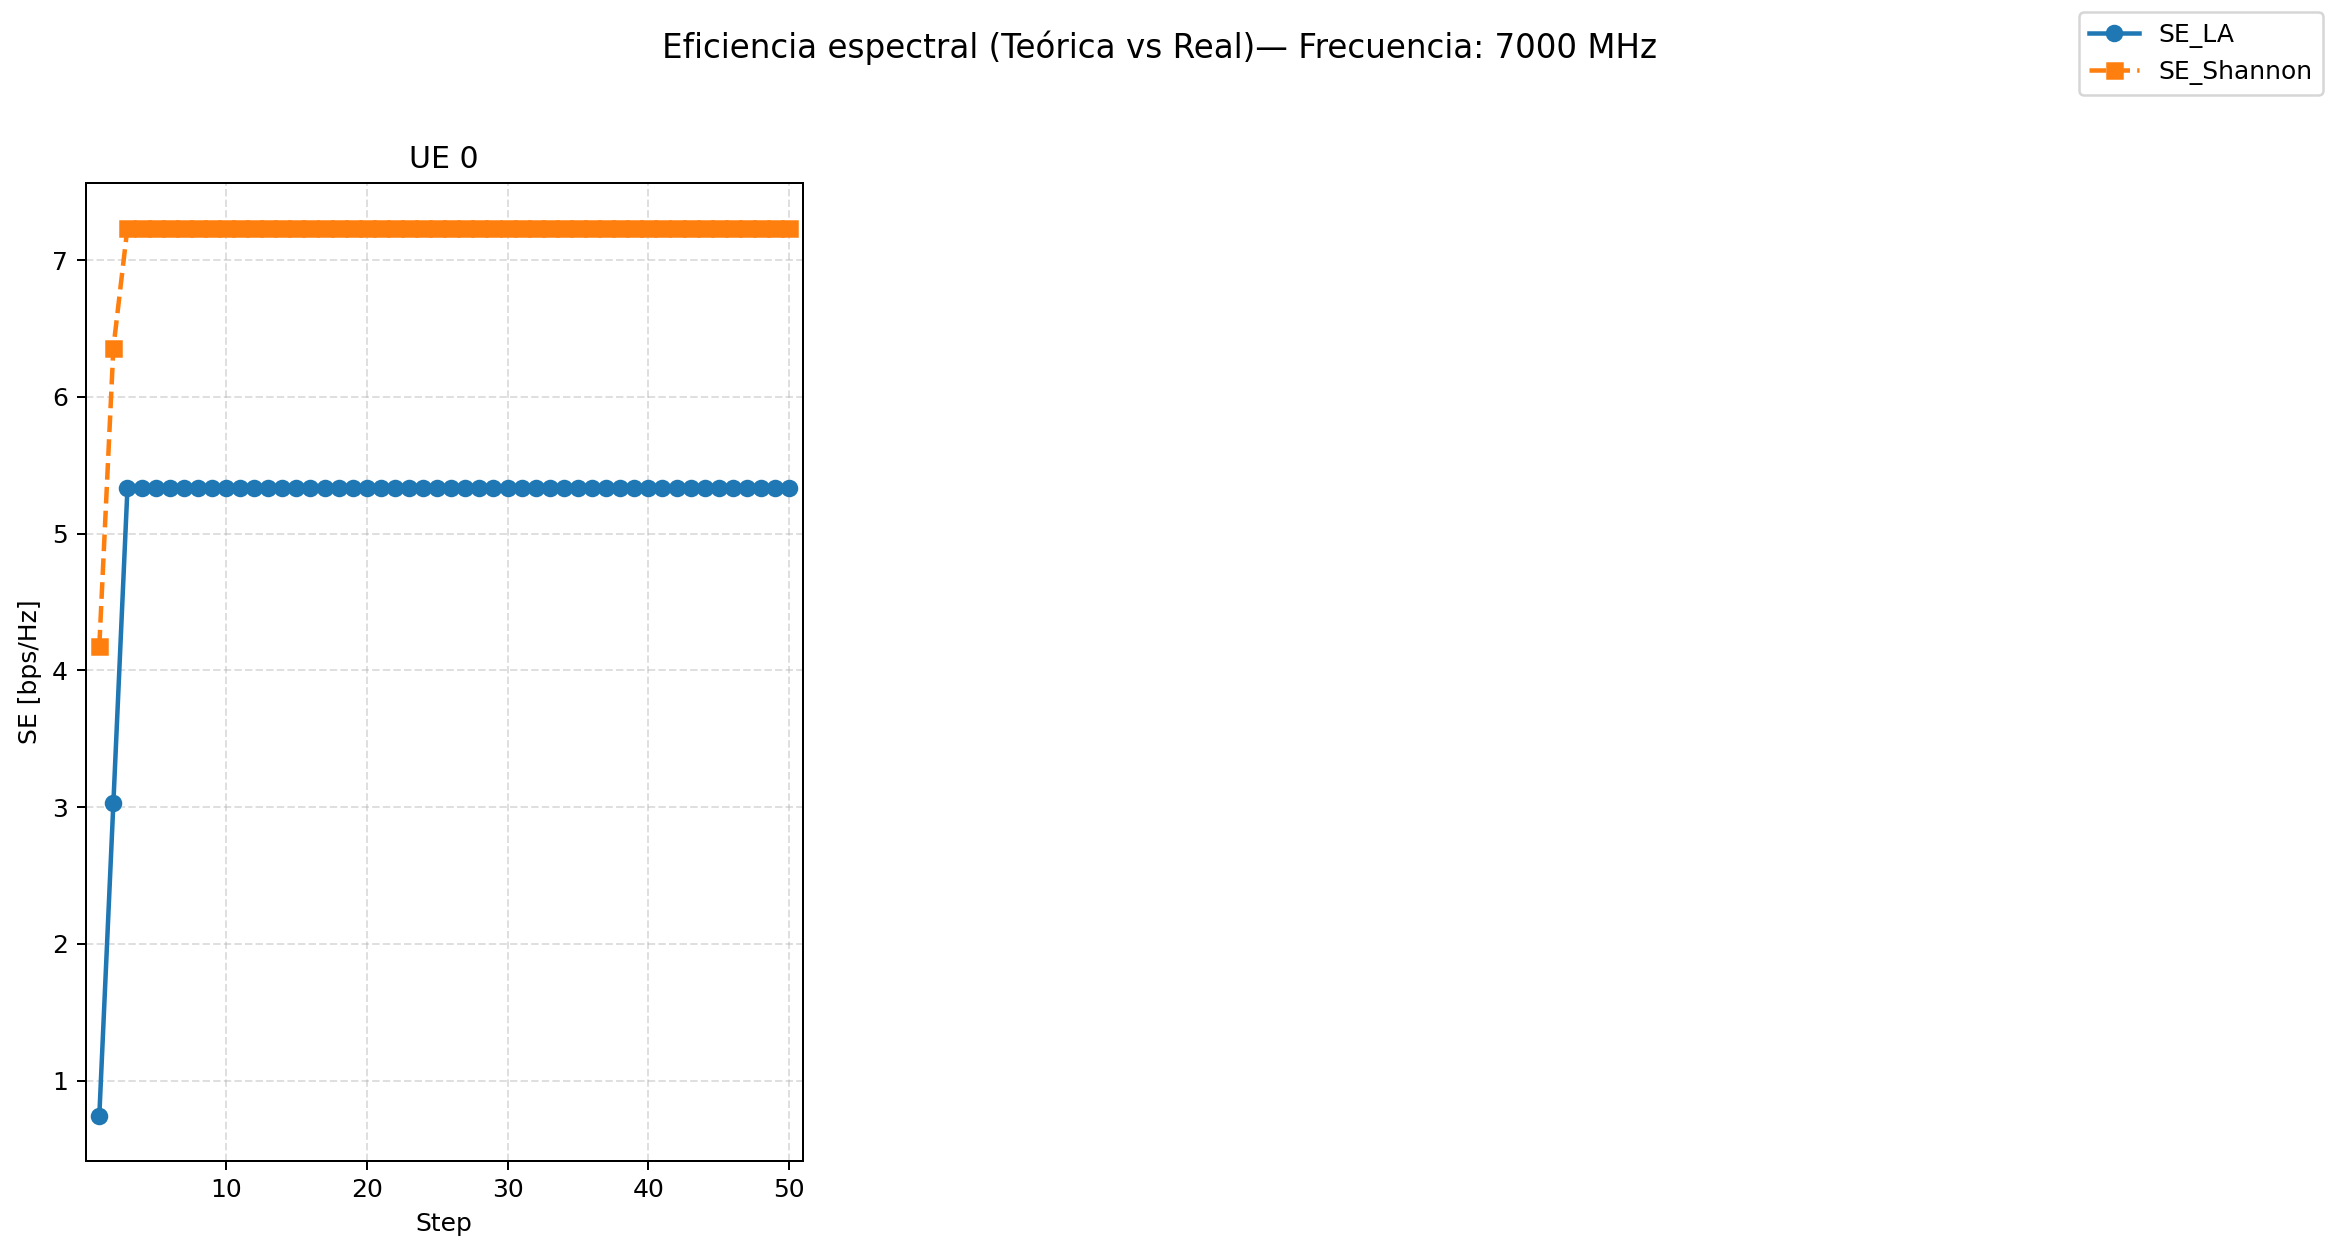 Eficiencia espectral (Teórica vs Real)— Frecuencia: 7000 MHz
SE_LA
SE_Shannon
UE 0
SE [bps/Hz]
7
6
5
4
3
2
1
10 20 30 40 50
Step